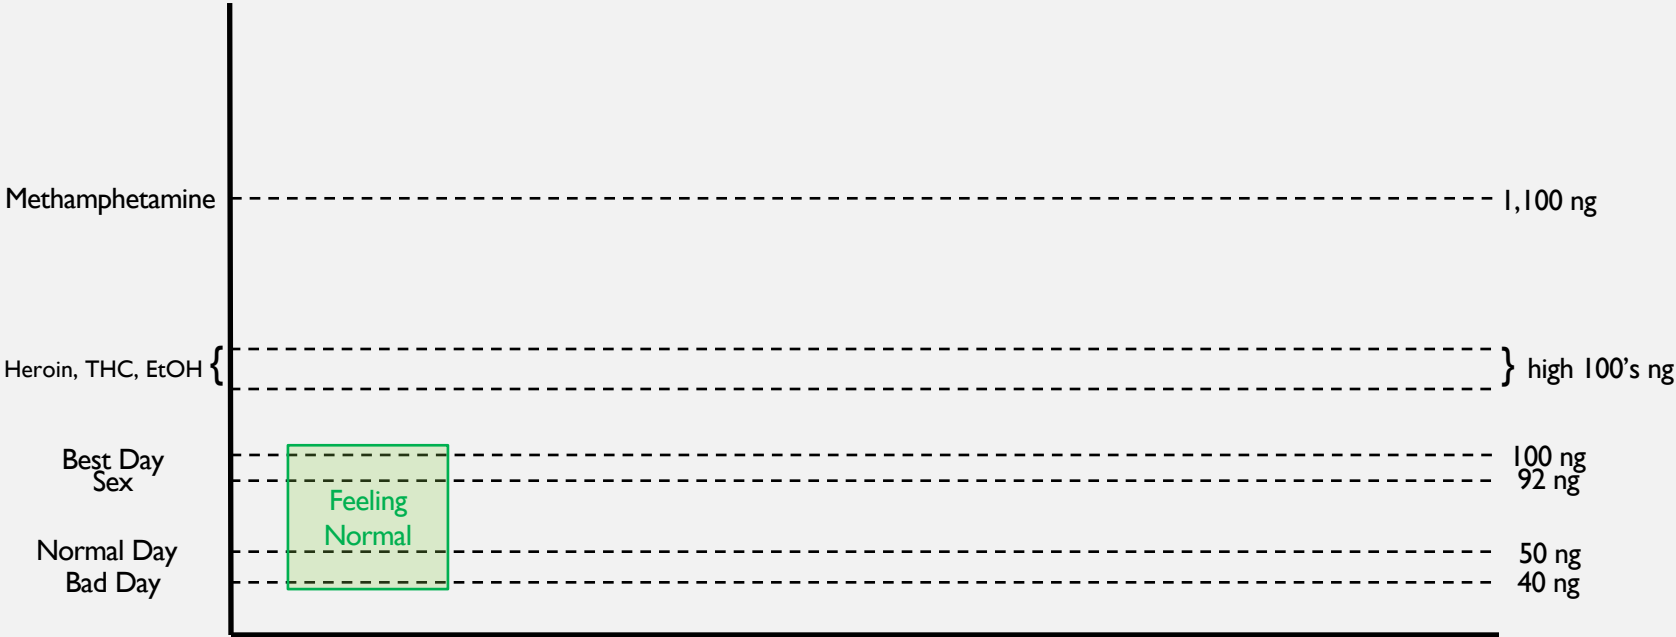 Methamphetamine
1,100 ng
Heroin, THC, EtOH {
} high 100's ng
Best Day
100 ng
Sex
92 ng
Feeling
Normal
Normal Day
50 ng
Bad Day
40 ng